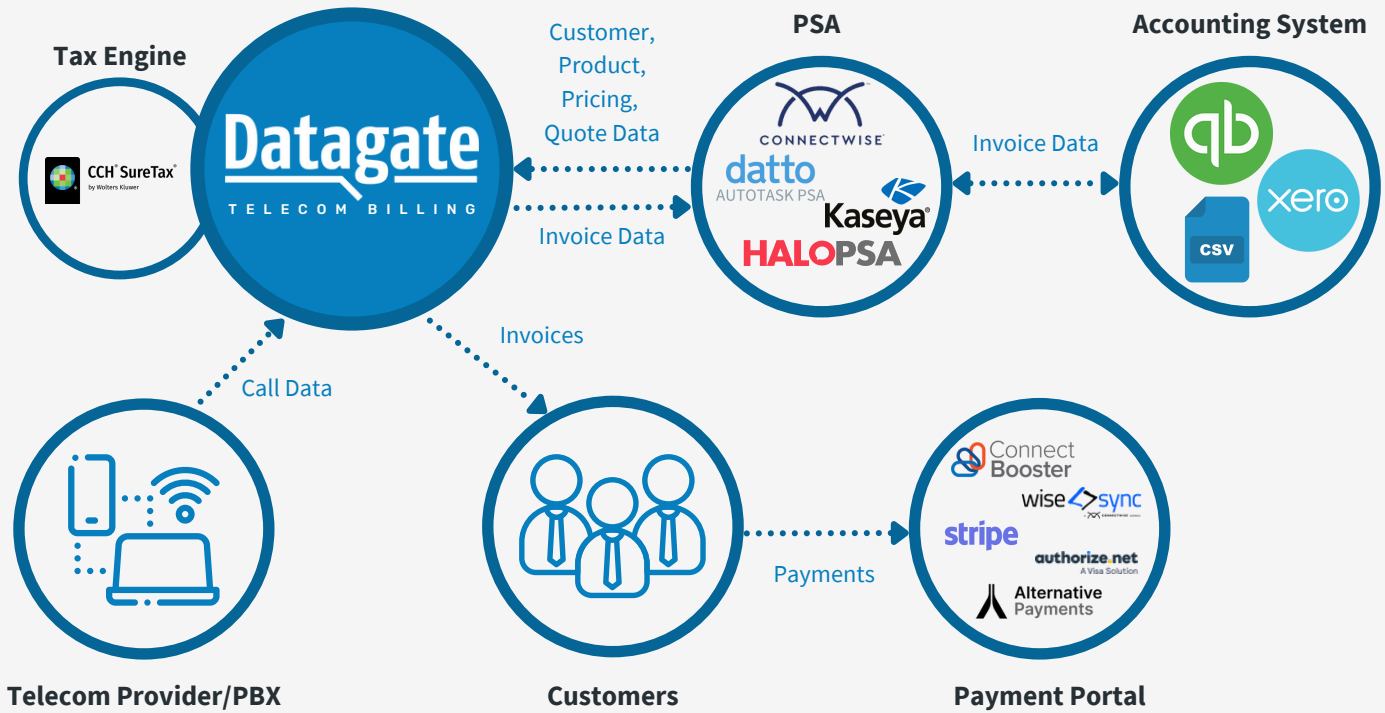 Tax Engine
CCH® SureTax®
by Wolters Kluwer
Datagate
TELECOM BILLING
Customer,
Product,
Pricing,
Quote Data
Invoice Data
PSA
CONNECTWISE
datto
AUTOTASK PSA
Kaseya®
HALOPSA
Invoice Data
Accounting System
qb
xero
CSV
Call Data
Invoices
Telecom Provider/PBX
Customers
Payments
Connect
Booster
wise sync
CONNECTWISE
stripe
authorize.net
A Visa Solution
Alternative
Payments
Payment Portal